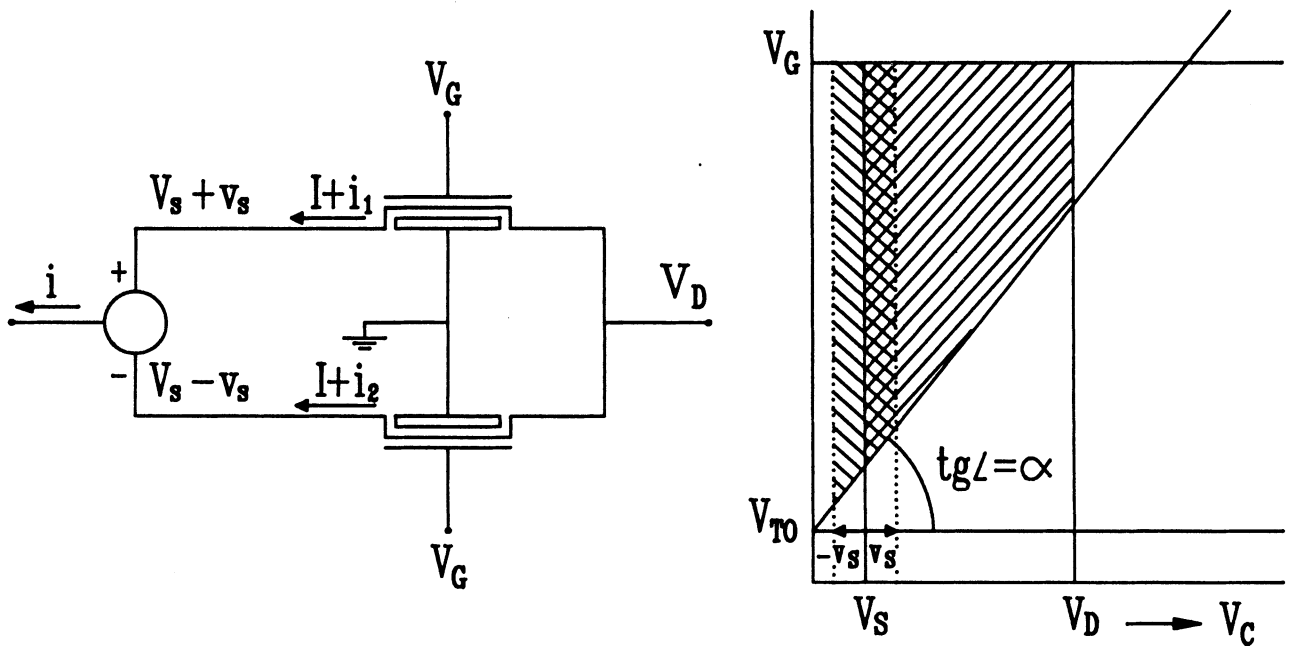 V_G
V_s + v_s
I+i_1
i
+
-
V_D
V_s - v_s
I+i_2
V_G
V_G
tg∠=α
V_TO
-v_s
v_s
V_S
V_D
V_C